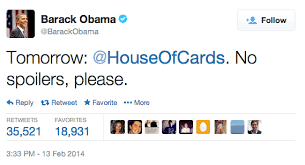 Barack Obama
@BarackObama
Follow
Tomorrow: @HouseOfCards. No
spoilers, please.
Reply Retweet Favorite ••• More
RETWEETS FAVORITES
35,521 18,931
3:33 PM - 13 Feb 2014